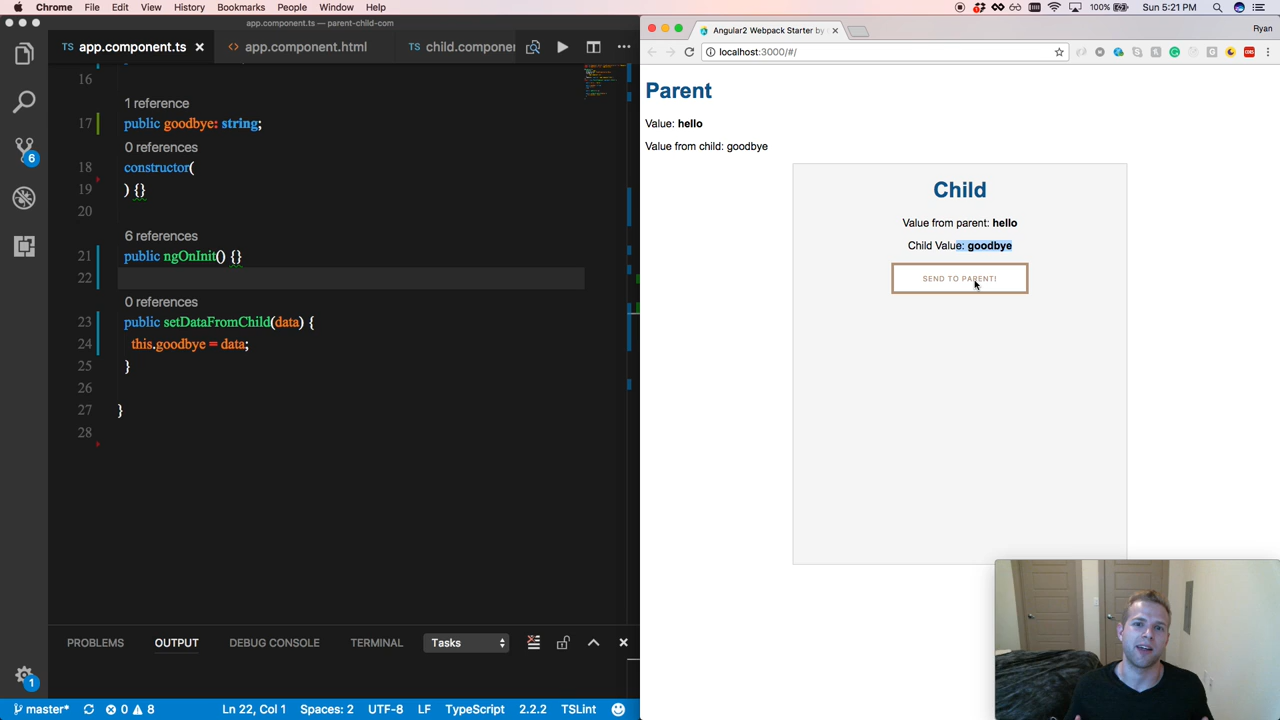 Chrome File Edit View History Bookmarks People Window Help 100% Sun 5:21 PM
app.component.ts — parent-child-com
TS app.component.ts
<> app.component.html
TS child.componen
16
1 reference
17 public goodbye: string;
0 references
18 constructor(
19 ) {}
20
6 references
21 public ngOnInit() {}
22
0 references
23 public setDataFromChild(data) {
24 this.goodbye = data;
25 }
26
27 }
28
PROBLEMS OUTPUT DEBUG CONSOLE TERMINAL Tasks
6
1
master* 0 8 Ln 22, Col 1 Spaces: 2 UTF-8 LF TypeScript 2.2.2 TSLint
Angular2 Webpack Starter by
Ryan
localhost:3000/#/
Parent
Value: hello
Value from child: goodbye
Child
Value from parent: hello
Child Value: goodbye
SEND TO PARENT!